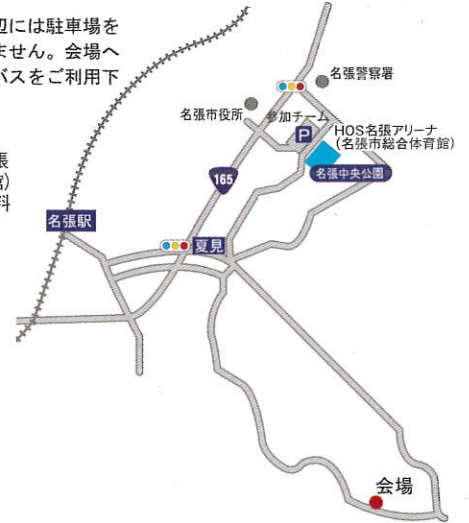 辺には駐車場を
ません。会場へ
バスをご利用下
張
館)
料
名張警察署
名張市役所
参加チーム
P
HOS名張アリーナ
(名張市総合体育館)
名張中央公園
165
名張駅
夏見
会場